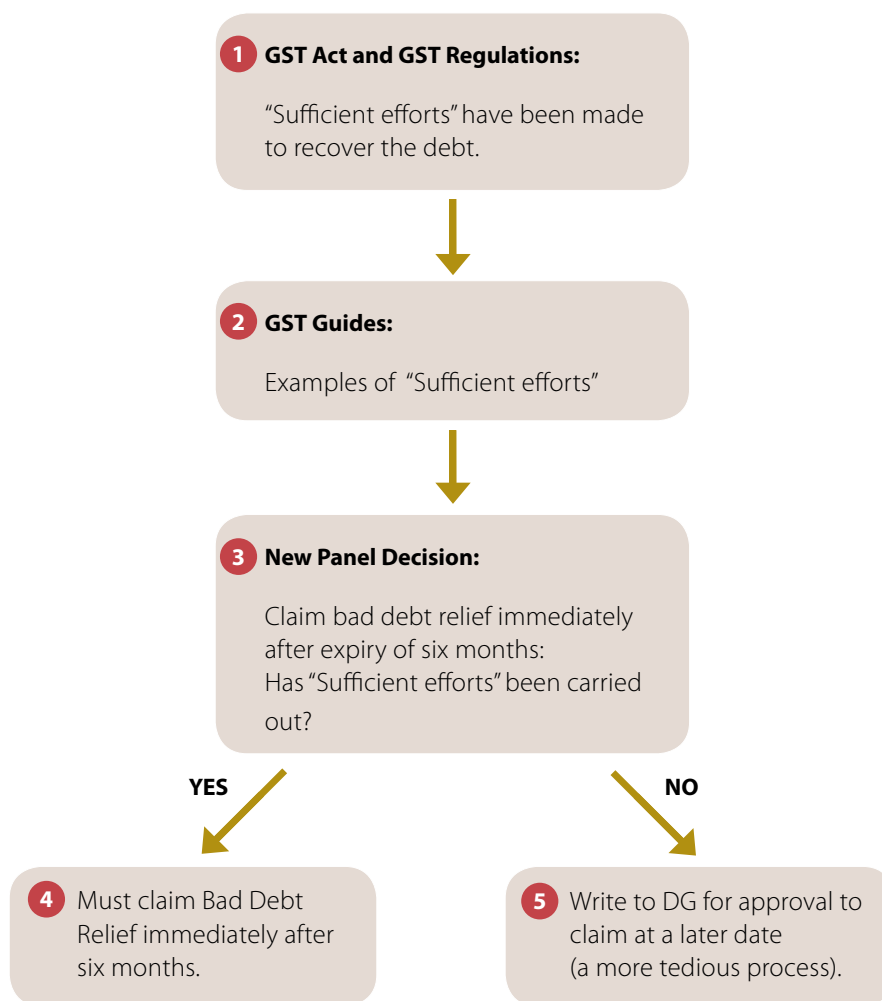 1 GST Act and GST Regulations:
“Sufficient efforts” have been made
to recover the debt.
2 GST Guides:
Examples of “Sufficient efforts”
3 New Panel Decision:
Claim bad debt relief immediately
after expiry of six months:
Has “Sufficient efforts” been carried
out?
YES
NO
4 Must claim Bad Debt
Relief immediately after
six months.
5 Write to DG for approval to
claim at a later date
(a more tedious process).